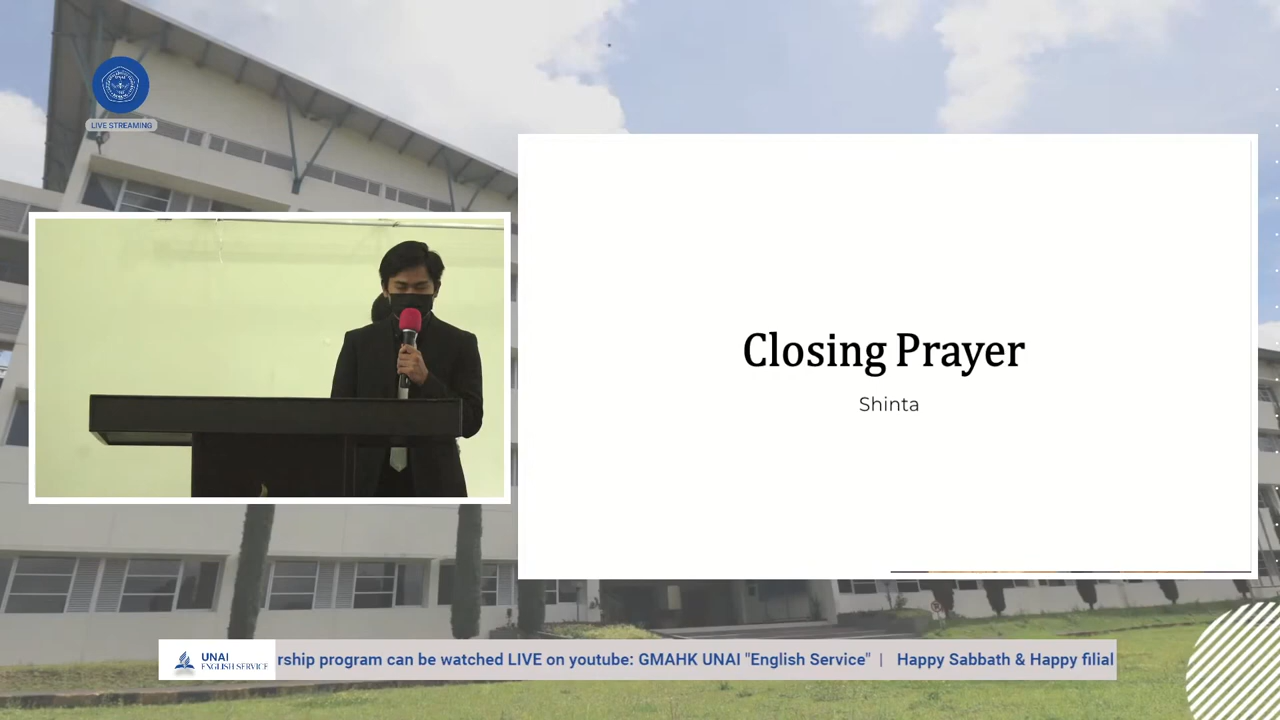 LIVE STREAMING
Closing Prayer
Shinta
UNAI
ENGLISH SERVICE
rship program can be watched LIVE on youtube: GMAHK UNAI "English Service" | Happy Sabbath & Happy filial